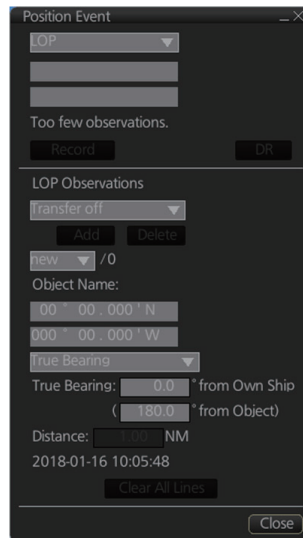 Position Event
LOP
Too few observations.
Record DR
LOP Observations
Transfer off
Add Delete
new /0
Object Name:
00 ° 00 . 000 ' N
000 ° 00 . 000 ' W
True Bearing
True Bearing: 0.0 ° from Own Ship
( 180.0 ° from Object)
Distance: 1.00 NM
2018-01-16 10:05:48
Clear All Lines
Close